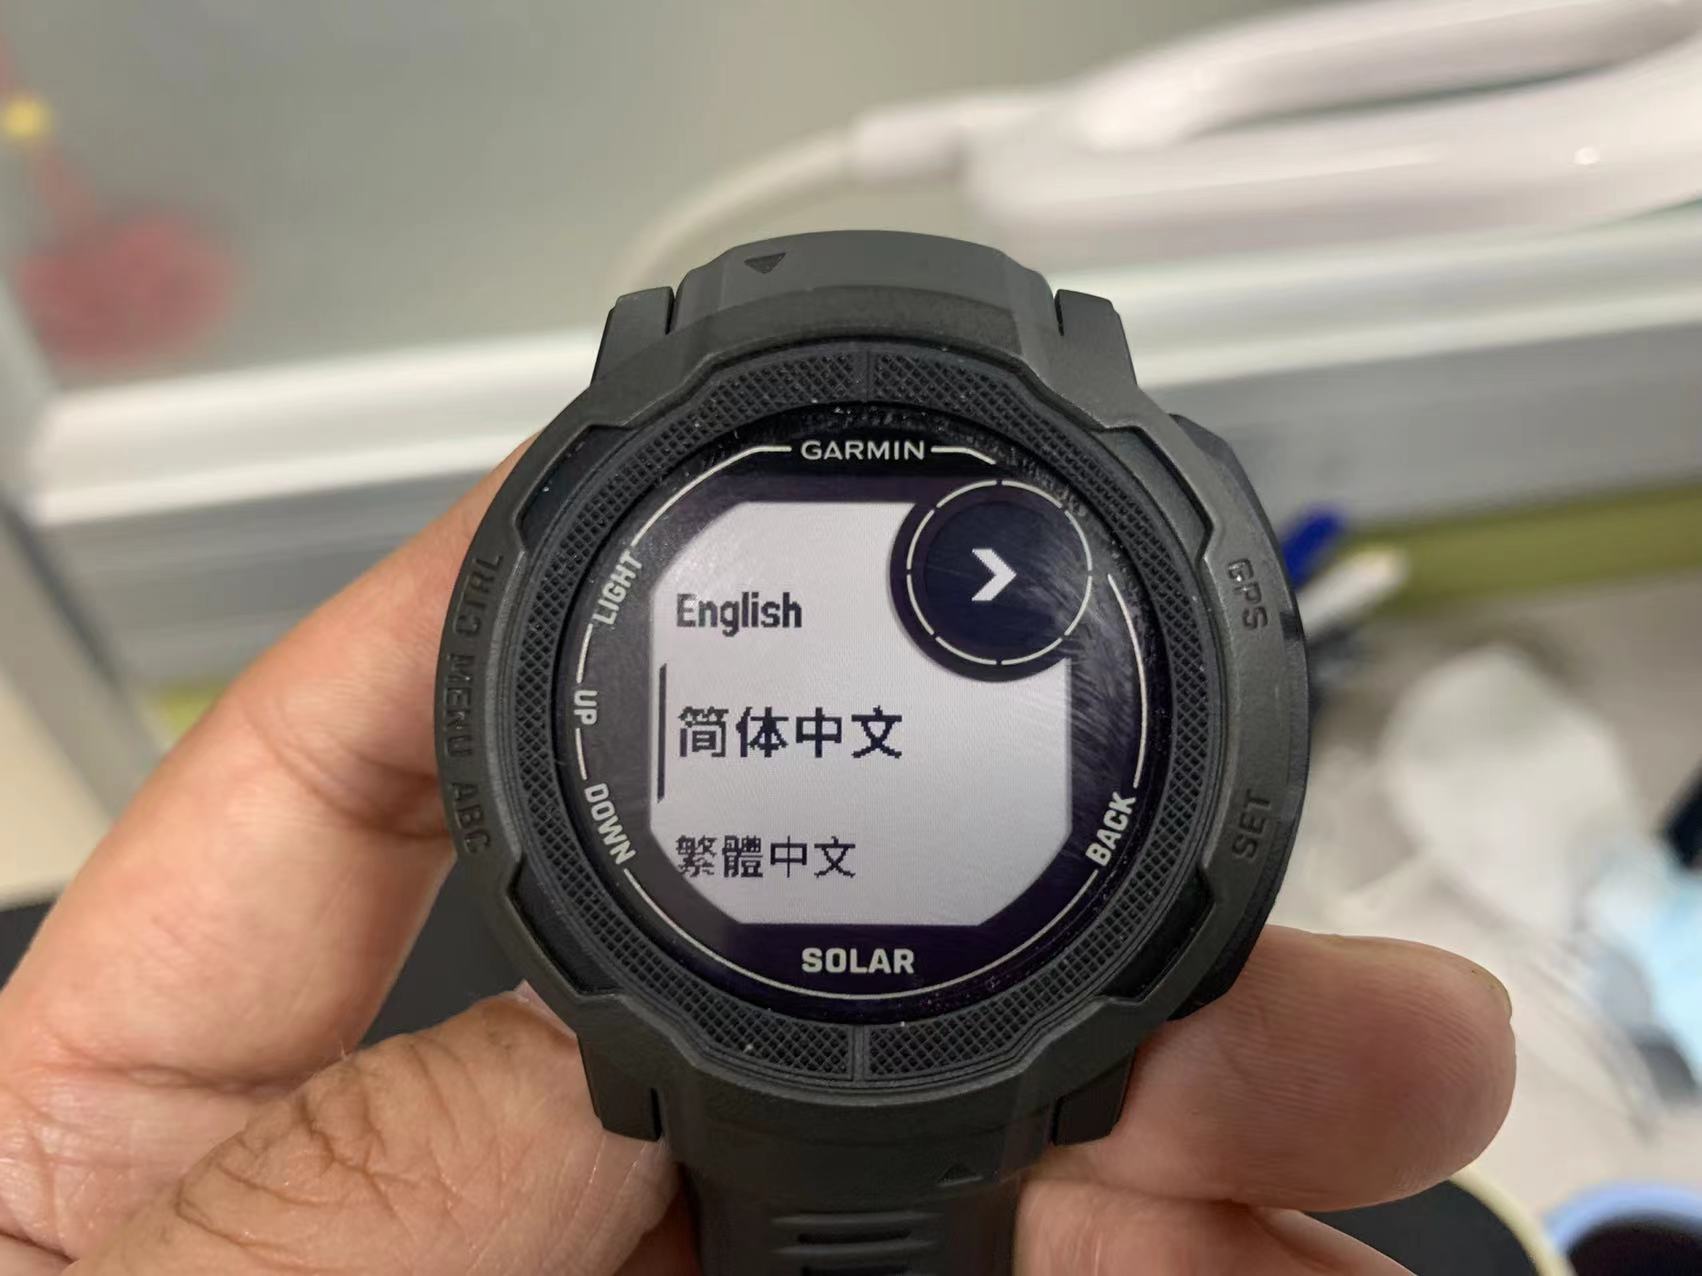 GARMIN
GPS
CTRL
LIGHT
English
MENU
UP
简体中文
ABC
DOWN
繁體中文
BACK
SET
SOLAR